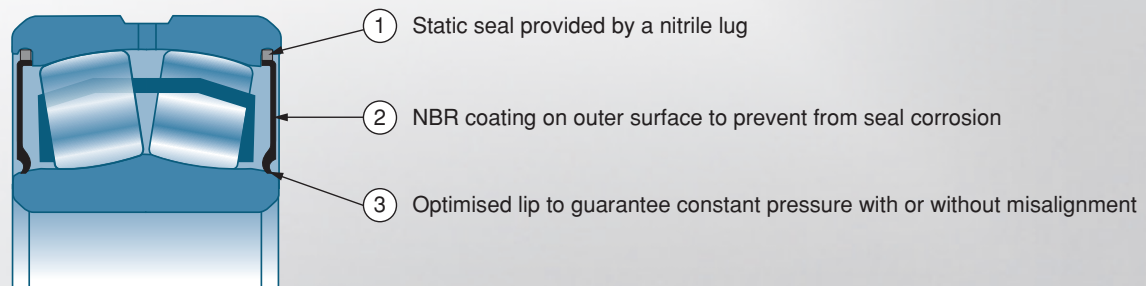 1 Static seal provided by a nitrile lug
2 NBR coating on outer surface to prevent from seal corrosion
3 Optimised lip to guarantee constant pressure with or without misalignment